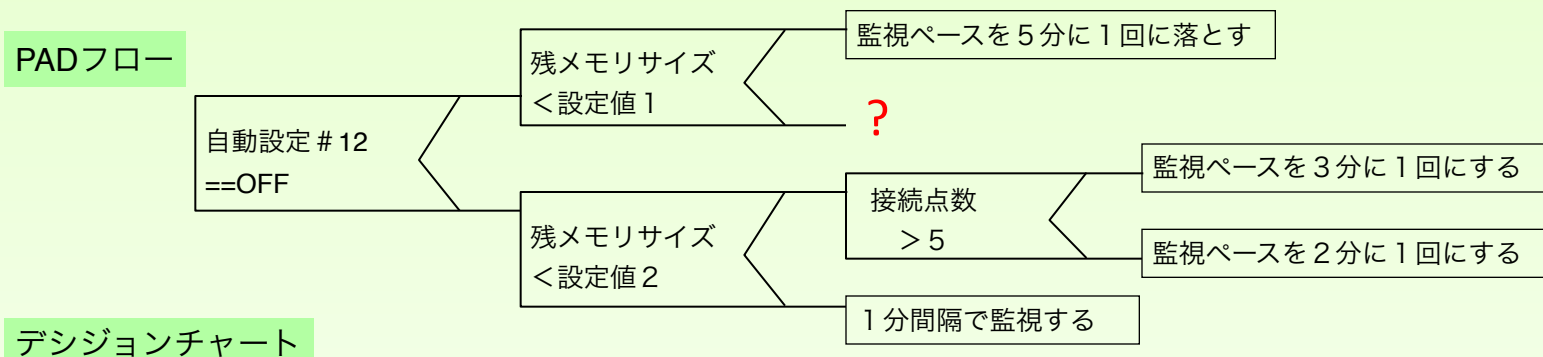 PADフロー
監視ペースを５分に１回に落とす
残メモリサイズ
＜設定値１
?
自動設定＃12
==OFF
監視ペースを３分に１回にする
接続点数
＞５
監視ペースを２分に１回にする
残メモリサイズ
＜設定値２
１分間隔で監視する
デシジョンチャート